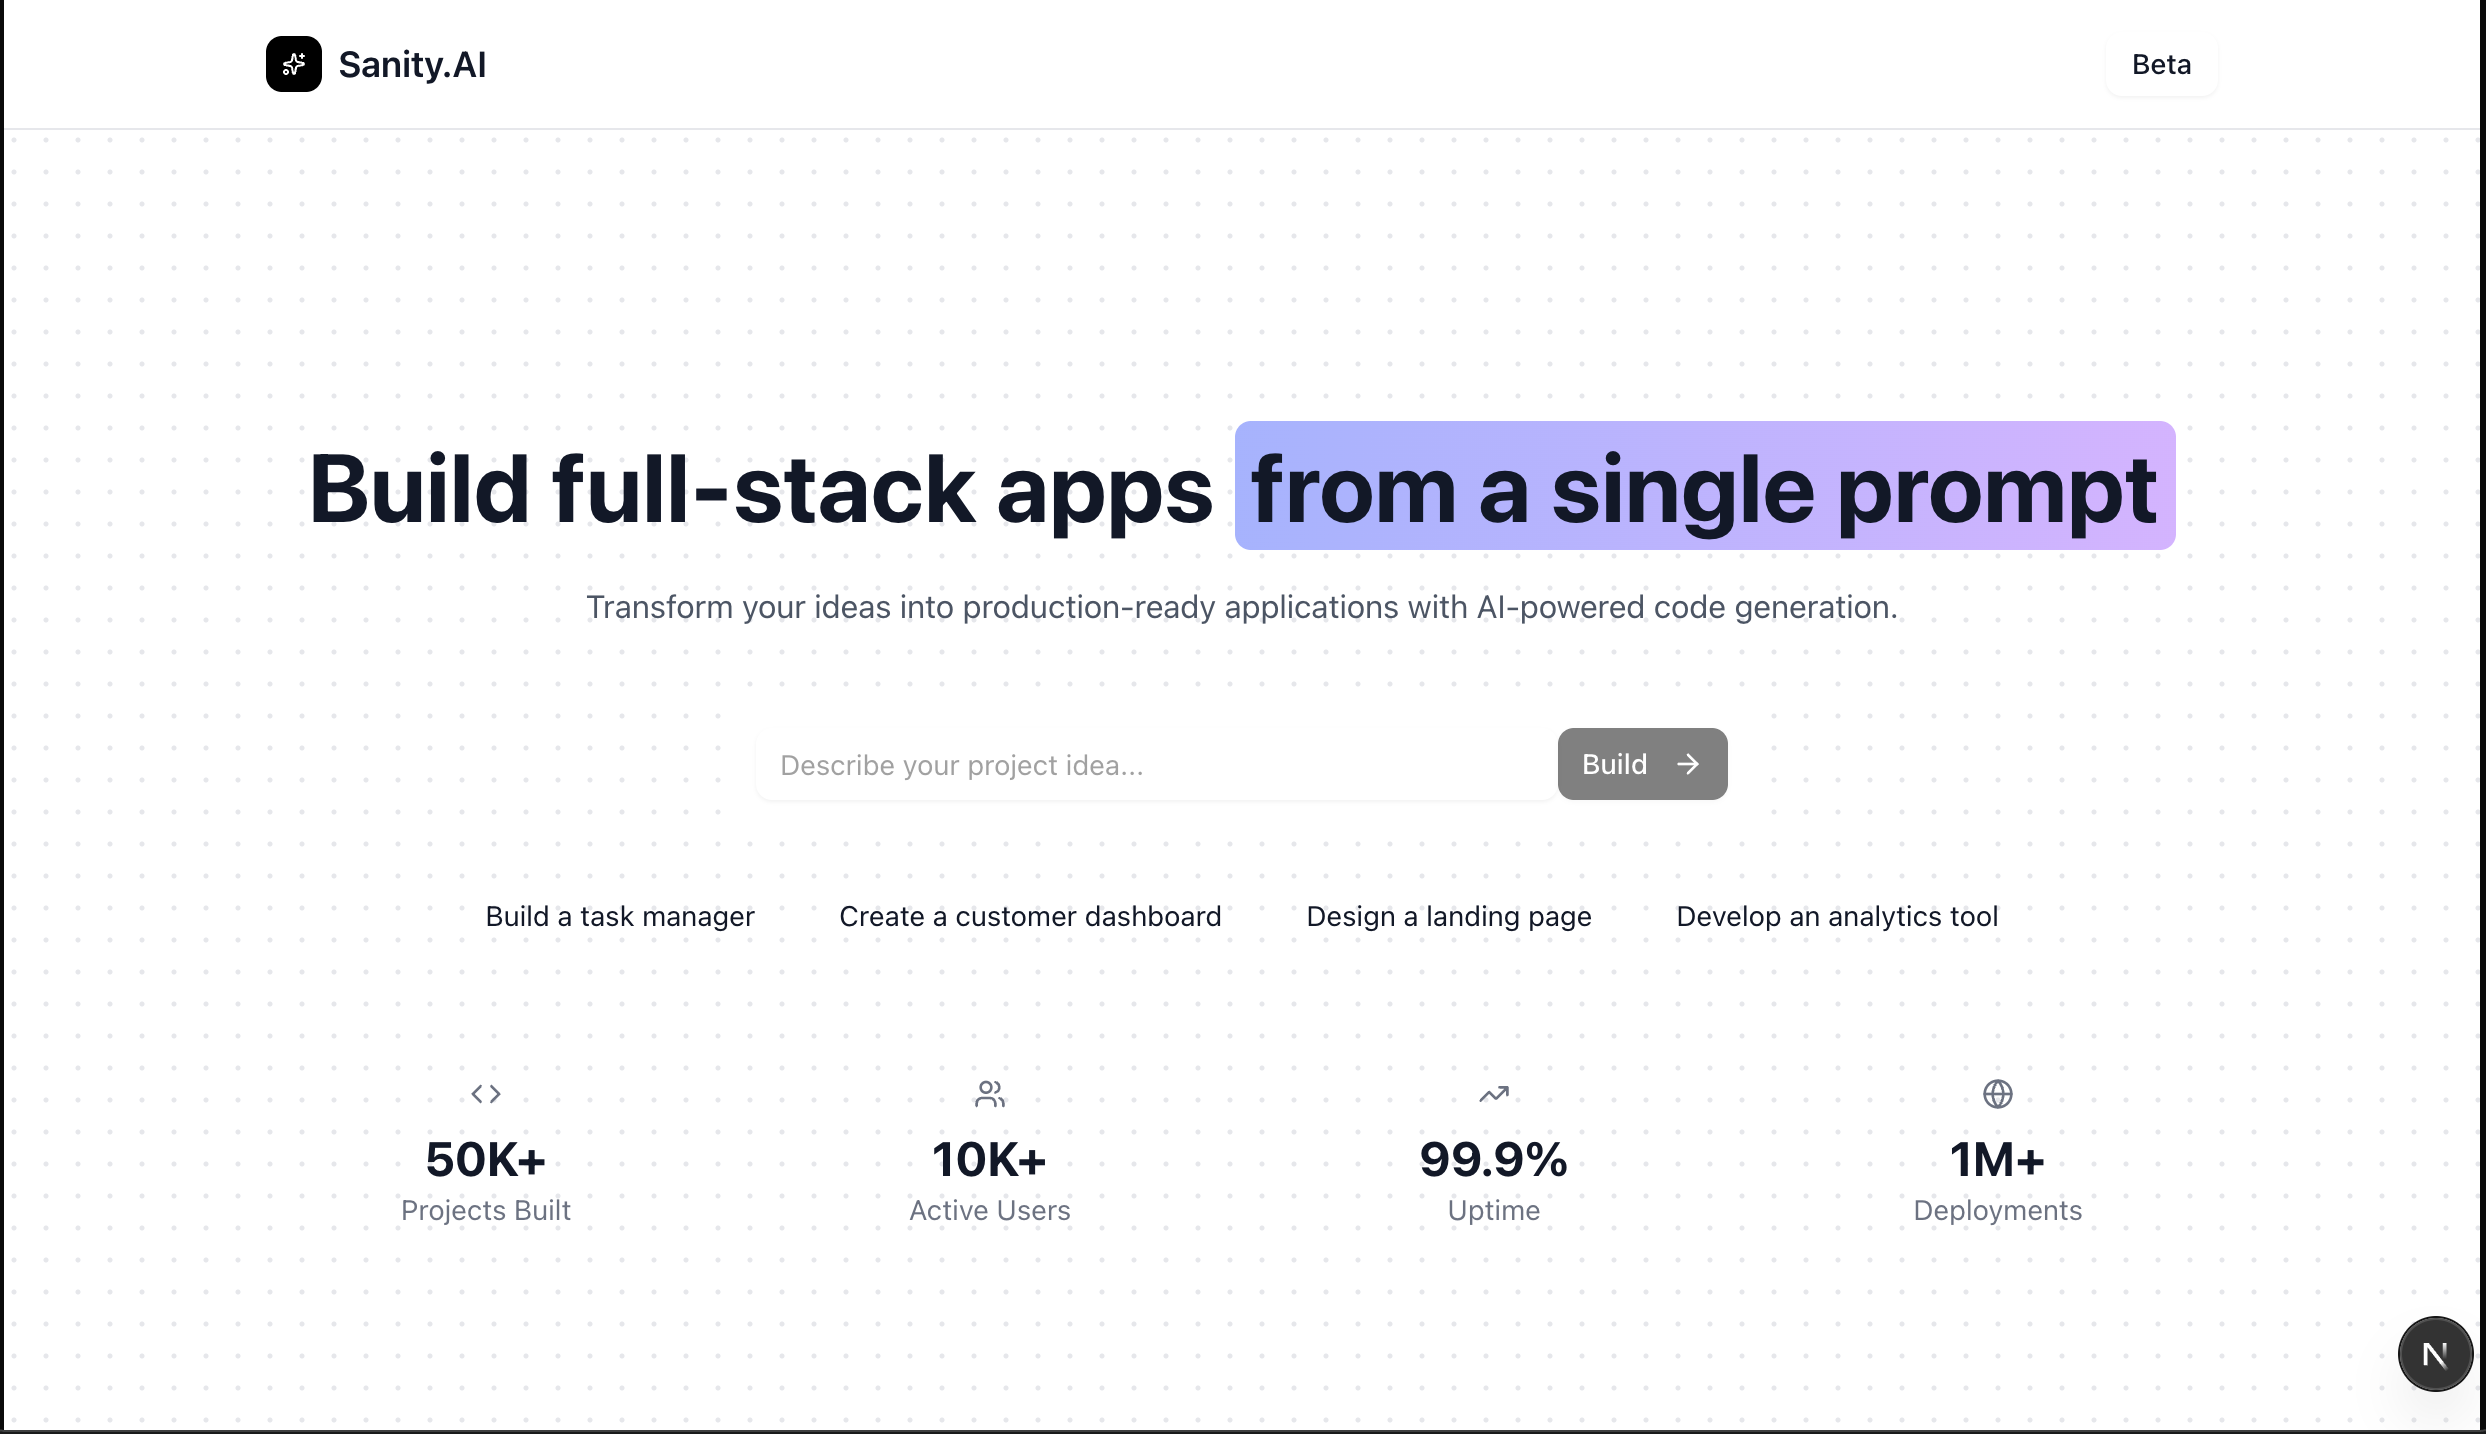 Sanity.AI
Beta
Build full-stack apps from a single prompt
Transform your ideas into production-ready applications with AI-powered code generation.
Describe your project idea...
Build
Build a task manager
Create a customer dashboard
Design a landing page
Develop an analytics tool
50K+
Projects Built
10K+
Active Users
99.9%
Uptime
1M+
Deployments
N